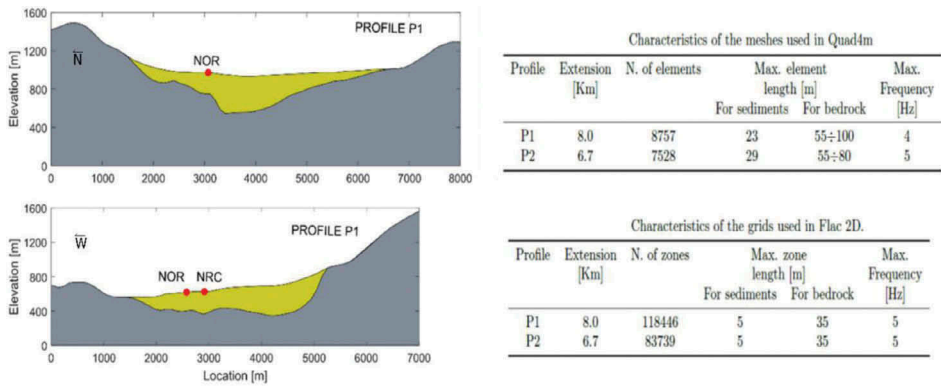 1600
1200
800
400
0
Elevation [m]
N
PROFILE P1
NOR
0 1000 2000 3000 4000 5000 6000 7000 8000
1600
1200
800
400
0
Elevation [m]
W
PROFILE P1
NOR NRC
0 1000 2000 3000 4000 5000 6000 7000
Location [m]
Characteristics of the meshes used in Quad4m
Profile Extension N. of elements Max. element Max.
[Km] length [m] Frequency
For sediments For bedrock [Hz]
P1 8.0 8757 23 55÷100 4
P2 6.7 7528 29 55÷80 5
Characteristics of the grids used in Flac 2D.
Profile Extension N. of zones Max. zone Max.
[Km] length [m] Frequency
For sediments For bedrock [Hz]
P1 8.0 118446 5 35 5
P2 6.7 83739 5 35 5